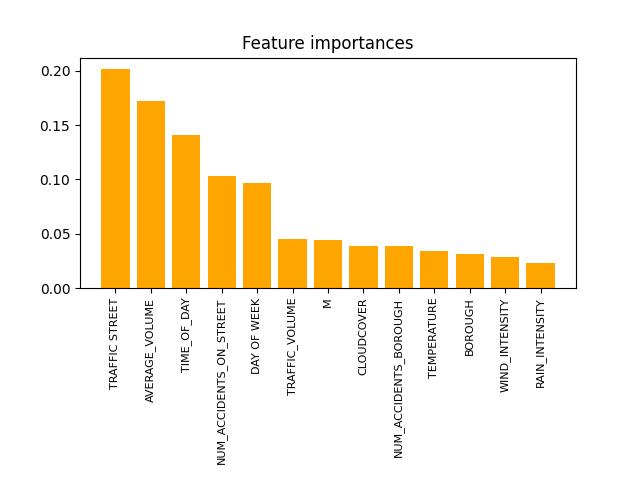 Feature importances
0.20
0.15
0.10
0.05
0.00
TRAFFIC STREET
AVERAGE_VOLUME
TIME_OF_DAY
NUM_ACCIDENTS_ON_STREET
DAY OF WEEK
TRAFFIC_VOLUME
M
CLOUDCOVER
NUM_ACCIDENTS_BOROUGH
TEMPERATURE
BOROUGH
WIND_INTENSITY
RAIN_INTENSITY